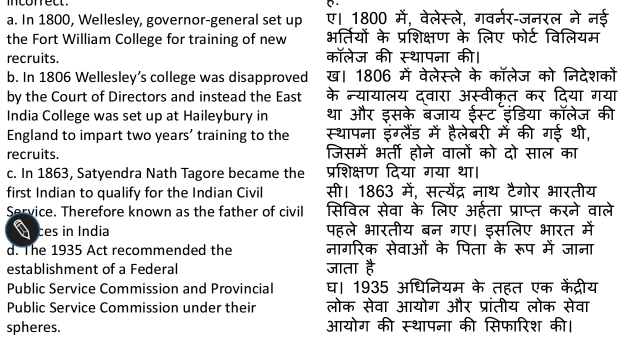 incorrect:
a. In 1800, Wellesley, governor-general set up
the Fort William College for training of new
recruits.
b. In 1806 Wellesley's college was disapproved
by the Court of Directors and instead the East
India College was set up at Haileybury in
England to impart two years' training to the
recruits.
c. In 1863, Satyendra Nath Tagore became the
first Indian to qualify for the Indian Civil
Service. Therefore known as the father of civil
ces in India
d. The 1935 Act recommended the
establishment of a Federal
Public Service Commission and Provincial
Public Service Commission under their
spheres.
है:
ए। 1800 में, वेलेस्ले, गवर्नर-जनरल ने नई
भर्तियों के प्रशिक्षण के लिए फोर्ट विलियम
कॉलेज की स्थापना की।
ख। 1806 में वेलेस्ले के कॉलेज को निदेशकों
के न्यायालय द्वारा अस्वीकृत कर दिया गया
था और इसके बजाय ईस्ट इंडिया कॉलेज की
स्थापना इंग्लैंड में हैलेबरी में की गई थी,
जिसमें भर्ती होने वालों को दो साल का
प्रशिक्षण दिया गया था।
सी। 1863 में, सत्येंद्र नाथ टैगोर भारतीय
सिविल सेवा के लिए अर्हता प्राप्त करने वाले
पहले भारतीय बन गए। इसलिए भारत में
नागरिक सेवाओं के पिता के रूप में जाना
जाता है
घ। 1935 अधिनियम के तहत एक केंद्रीय
लोक सेवा आयोग और प्रांतीय लोक सेवा
आयोग की स्थापना की सिफारिश की।